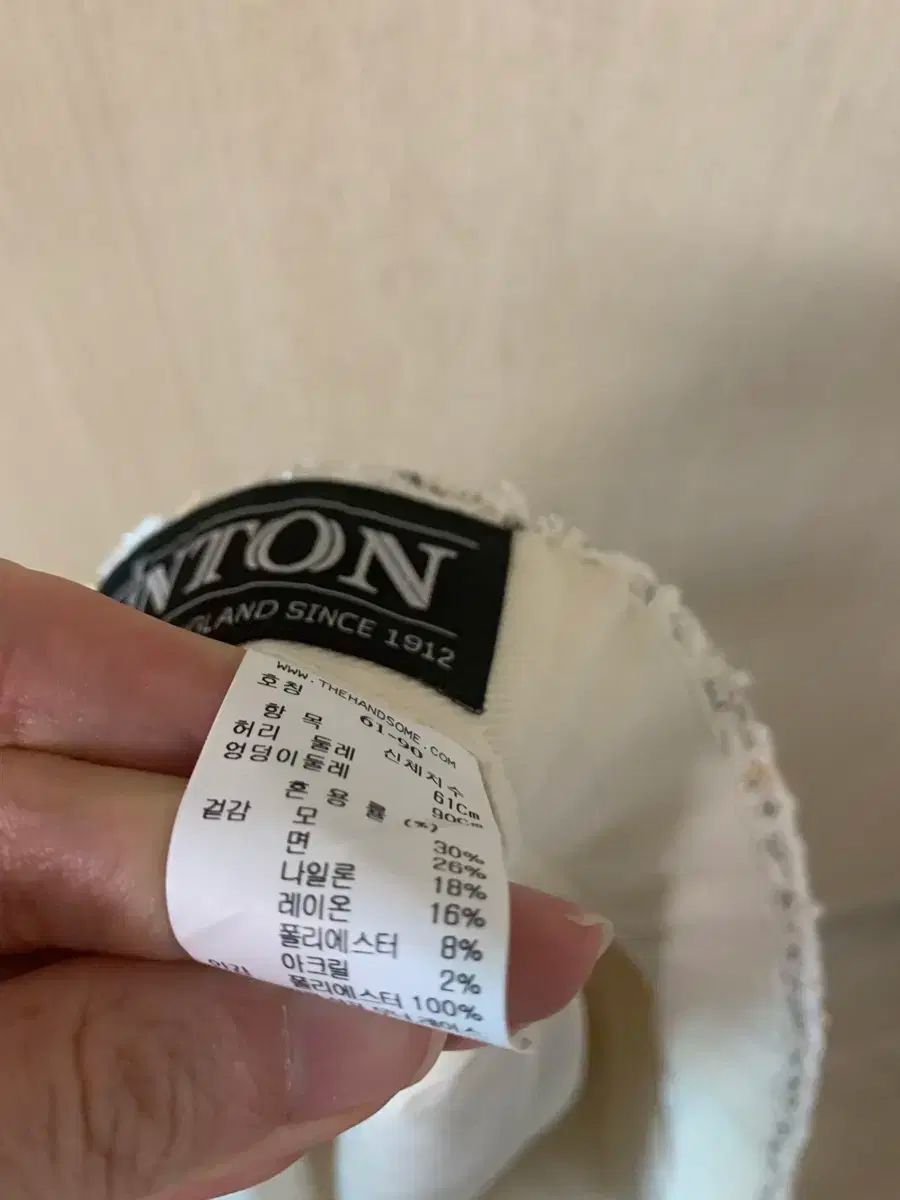 NTON
GLAND SINCE 1912
WWW.THEHANDSOME.COM
호칭 61-90
항 목 신체치수
허리 둘레 61Cm
엉덩이둘레 90Cm
혼 용 률 (%)
겉감 모 30%
면 26%
나일론 18%
레이온 16%
폴리에스터 8%
아크릴 2%
폴리에스터 100%